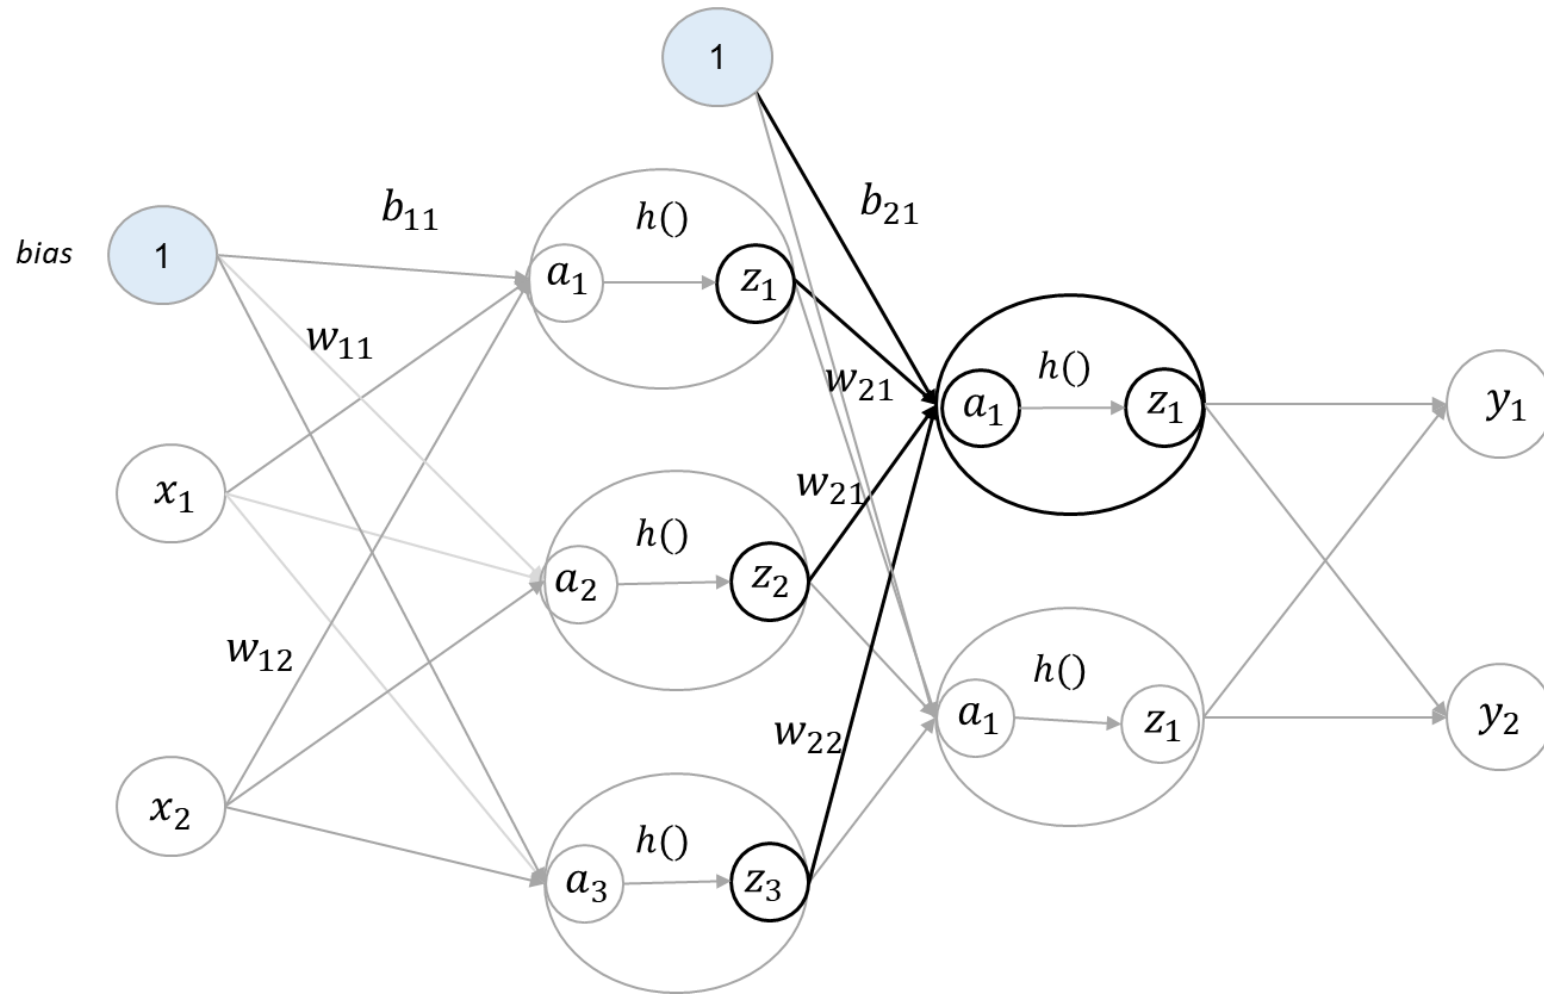 1
b₁₁
h()
b₂₁
bias
1
a₁
z₁
w₁₁
w₂₁
h()
a₁
z₁
y₁
x₁
w₂₁
h()
a₂
z₂
w₁₂
h()
a₁
z₁
y₂
x₂
w₂₂
h()
a₃
z₃